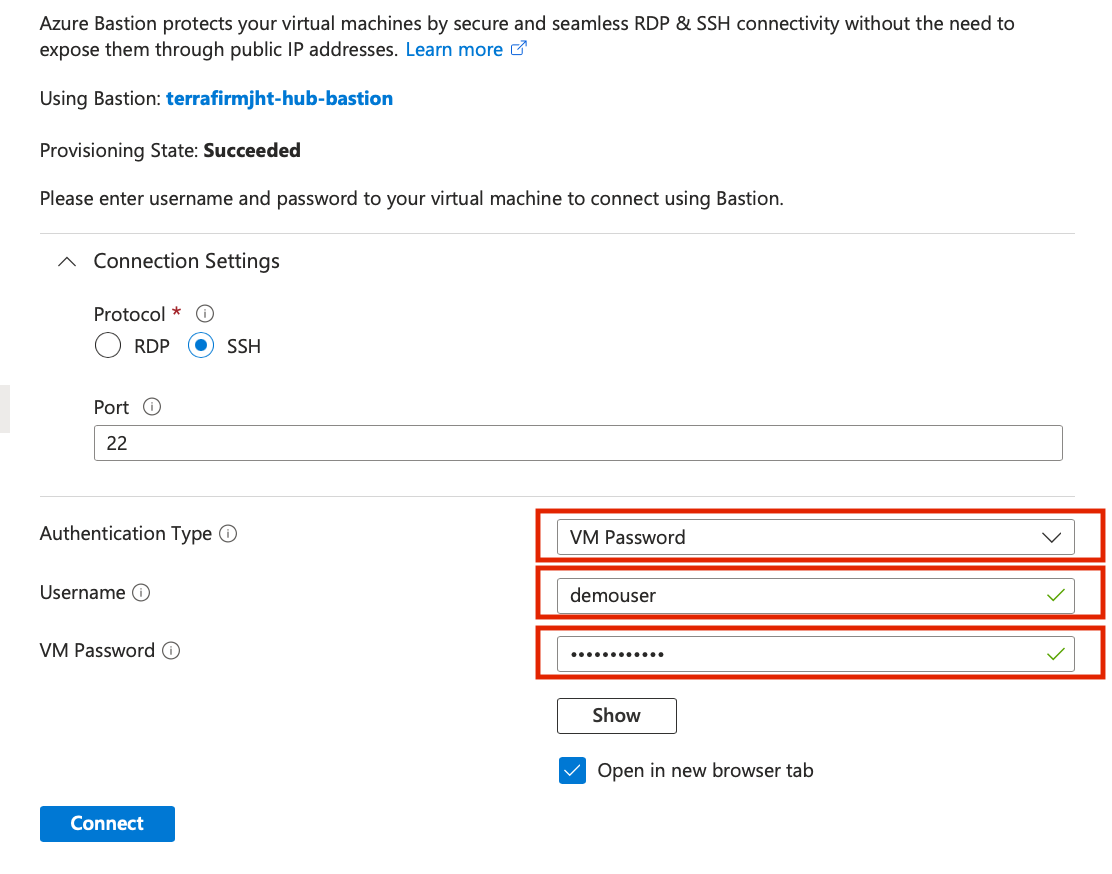 Azure Bastion protects your virtual machines by secure and seamless RDP & SSH connectivity without the need to
expose them through public IP addresses. Learn more
Using Bastion: terrafirmjht-hub-bastion
Provisioning State: Succeeded
Please enter username and password to your virtual machine to connect using Bastion.
Connection Settings
Protocol *
RDP SSH
Port
22
Authentication Type VM Password
Username demouser
VM Password ••••••••••••
Show
Open in new browser tab
Connect